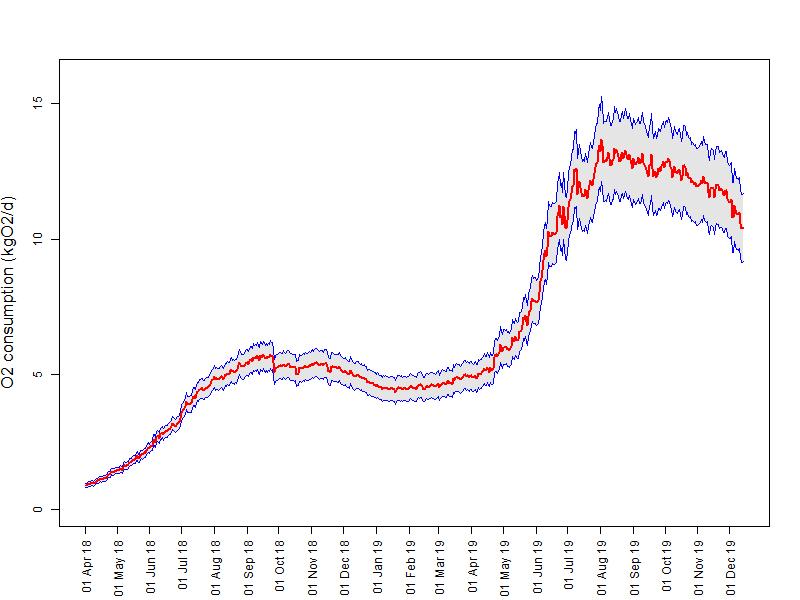 O2 consumption (kgO2/d)
15
10
5
0
01 Apr 18
01 May 18
01 Jun 18
01 Jul 18
01 Aug 18
01 Sep 18
01 Oct 18
01 Nov 18
01 Dec 18
01 Jan 19
01 Feb 19
01 Mar 19
01 Apr 19
01 May 19
01 Jun 19
01 Jul 19
01 Aug 19
01 Sep 19
01 Oct 19
01 Nov 19
01 Dec 19